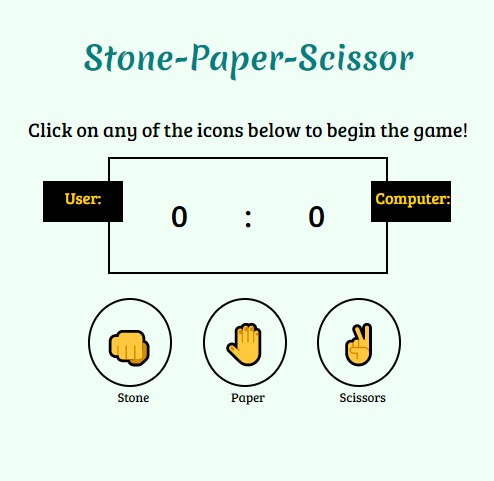 Stone-Paper-Scissor
Click on any of the icons below to begin the game!
User:
Computer:
0 : 0
Stone
Paper
Scissors